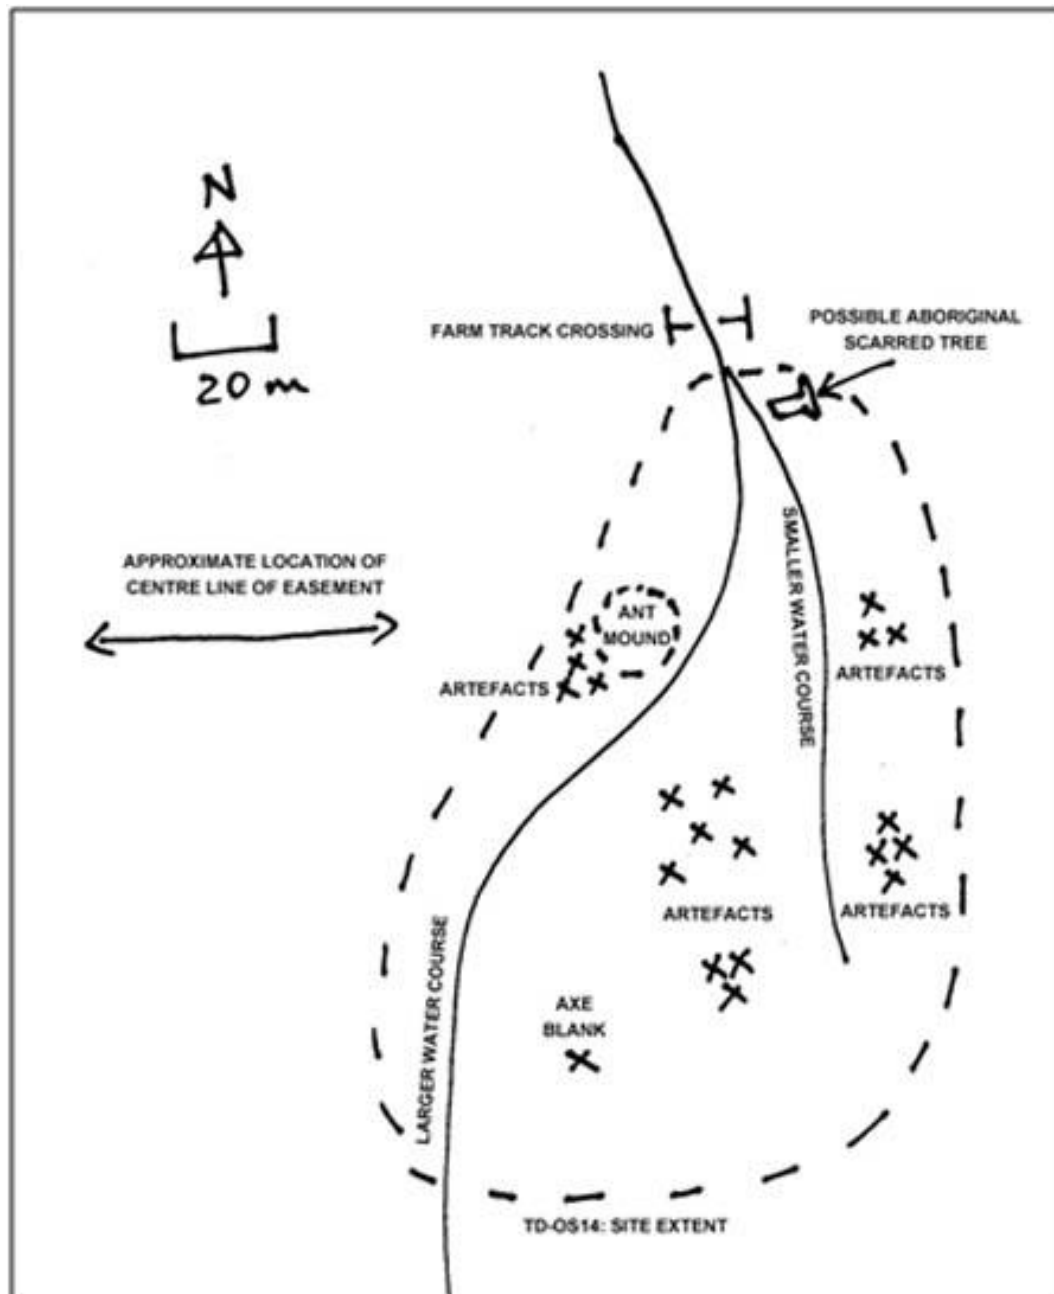 N
20 m
FARM TRACK CROSSING
POSSIBLE ABORIGINAL
SCARRED TREE
APPROXIMATE LOCATION OF
CENTRE LINE OF EASEMENT
SMALLER WATER COURSE
ANT
MOUND
ARTEFACTS
ARTEFACTS
ARTEFACTS
ARTEFACTS
AXE
BLANK
LARGER WATER COURSE
TD-OS14: SITE EXTENT